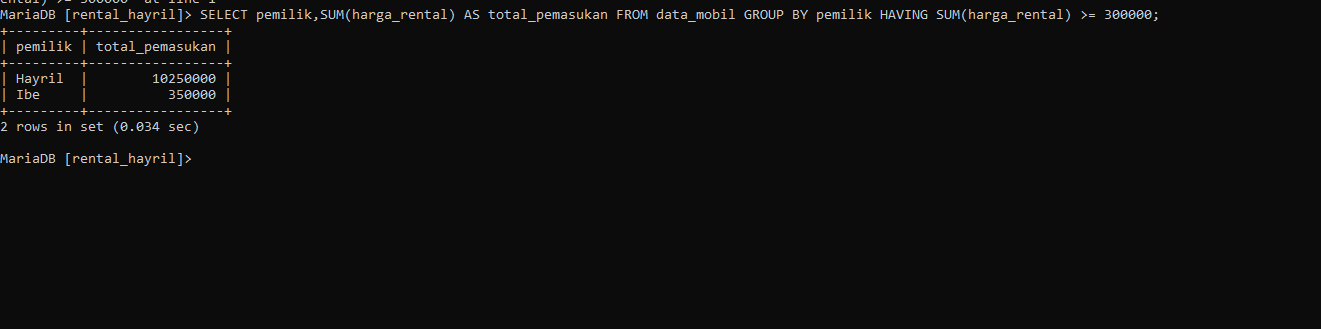 MariaDB [rental_hayril]> SELECT pemilik,SUM(harga_rental) AS total_pemasukan FROM data_mobil GROUP BY pemilik HAVING SUM(harga_rental) >= 300000;
+---------+-----------------+
| pemilik | total_pemasukan |
+---------+-----------------+
| Hayril  |        10250000 |
| Ibe     |          350000 |
+---------+-----------------+
2 rows in set (0.034 sec)
MariaDB [rental_hayril]>